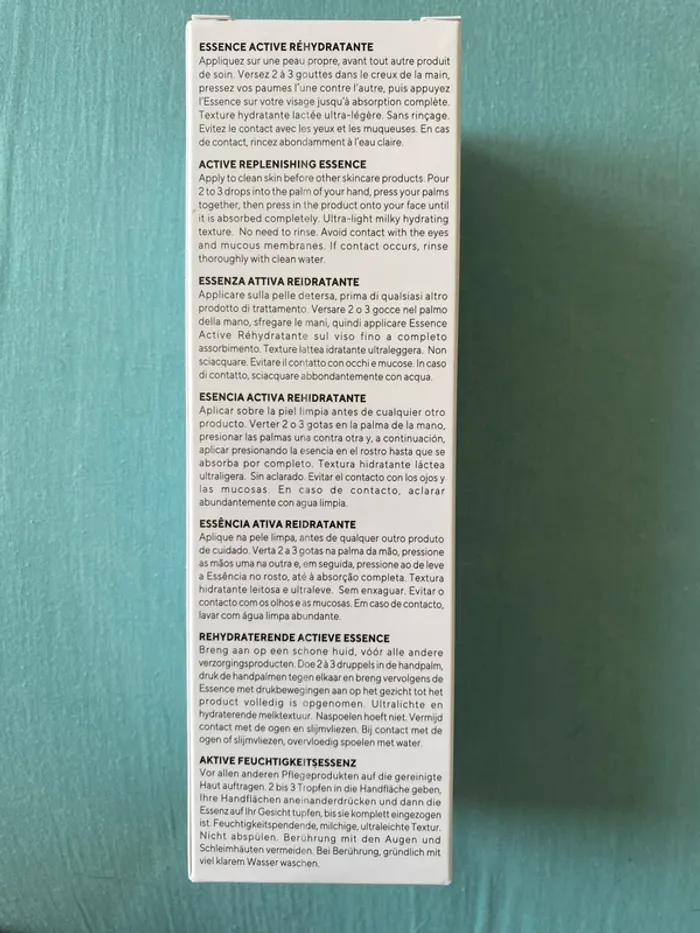 ESSENCE ACTIVE RÉHYDRATANTE
Appliquez sur une peau propre, avant tout autre produit
de soin. Versez 2 à 3 gouttes dans le creux de la main,
pressez vos paumes l'une contre l'autre, puis appuyez
l'Essence sur votre visage jusqu'à absorption complète.
Texture hydratante lactée ultra-légère. Sans rinçage.
Evitez le contact avec les yeux et les muqueuses. En cas
de contact, rincez abondamment à l'eau claire.
ACTIVE REPLENISHING ESSENCE
Apply to clean skin before other skincare products. Pour
2 to 3 drops into the palm of your hand, press your palms
together, then press in the product onto your face until
it is absorbed completely. Ultra-light milky hydrating
texture. No need to rinse. Avoid contact with the eyes
and mucous membranes. If contact occurs, rinse
thoroughly with clean water.
ESSENZA ATTIVA REIDRATANTE
Applicare sulla pelle detersa, prima di qualsiasi altro
prodotto di trattamento. Versare 2 o 3 gocce nel palmo
della mano, sfregare le mani, quindi applicare Essence
Active Réhydratante sul viso fino a completo
assorbimento. Texture lattea idratante ultraleggera. Non
sciacquare. Evitare il contatto con occhi e mucose. In caso
di contatto, sciacquare abbondantemente con acqua.
ESENCIA ACTIVA REHIDRATANTE
Aplicar sobre la piel limpia antes de cualquier otro
producto. Verter 2 o 3 gotas en la palma de la mano,
presionar las palmas una contra otra y, a continuación,
aplicar presionando la esencia en el rostro hasta que se
absorba por completo. Textura hidratante láctea
ultraligera. Sin aclarado. Evitar el contacto con los ojos y
las mucosas. En caso de contacto, aclarar
abundantemente con agua limpia.
ESSÊNCIA ATIVA REIDRATANTE
Aplique na pele limpa, antes de qualquer outro produto
de cuidado. Verta 2 a 3 gotas na palma da mão, pressione
as mãos uma na outra e, em seguida, pressione ao de leve
a Essência no rosto, até à absorção completa. Textura
hidratante leitosa e ultraleve. Sem enxaguar. Evitar o
contacto com os olhos e as mucosas. Em caso de contacto,
lavar com água limpa abundante.
REHYDRATERENDE ACTIEVE ESSENCE
Breng aan op een schone huid, vóór alle andere
verzorgingsproducten. Doe 2 à 3 druppels in de handpalm,
druk de handpalmen tegen elkaar en breng vervolgens de
Essence met drukbewegingen aan op het gezicht tot het
product volledig is opgenomen. Ultralichte en
hydraterende melktextuur. Naspoelen hoeft niet. Vermijd
contact met de ogen en slijmvliezen. Bij contact met de
ogen of slijmvliezen, overvloedig spoelen met water.
AKTIVE FEUCHTIGKEITSESSENZ
Vor allen anderen Pflegeprodukten auf die gereinigte
Haut auftragen. 2 bis 3 Tropfen in die Handfläche geben,
Ihre Handflächen aneinanderdrücken und dann die
Essenz auf Ihr Gesicht tupfen, bis sie komplett eingezogen
ist. Feuchtigkeitsspendende, milchige, ultraleichte Textur.
Nicht abspülen. Berührung mit den Augen und
Schleimhäuten vermeiden. Bei Berührung, gründlich mit
viel klarem Wasser waschen.